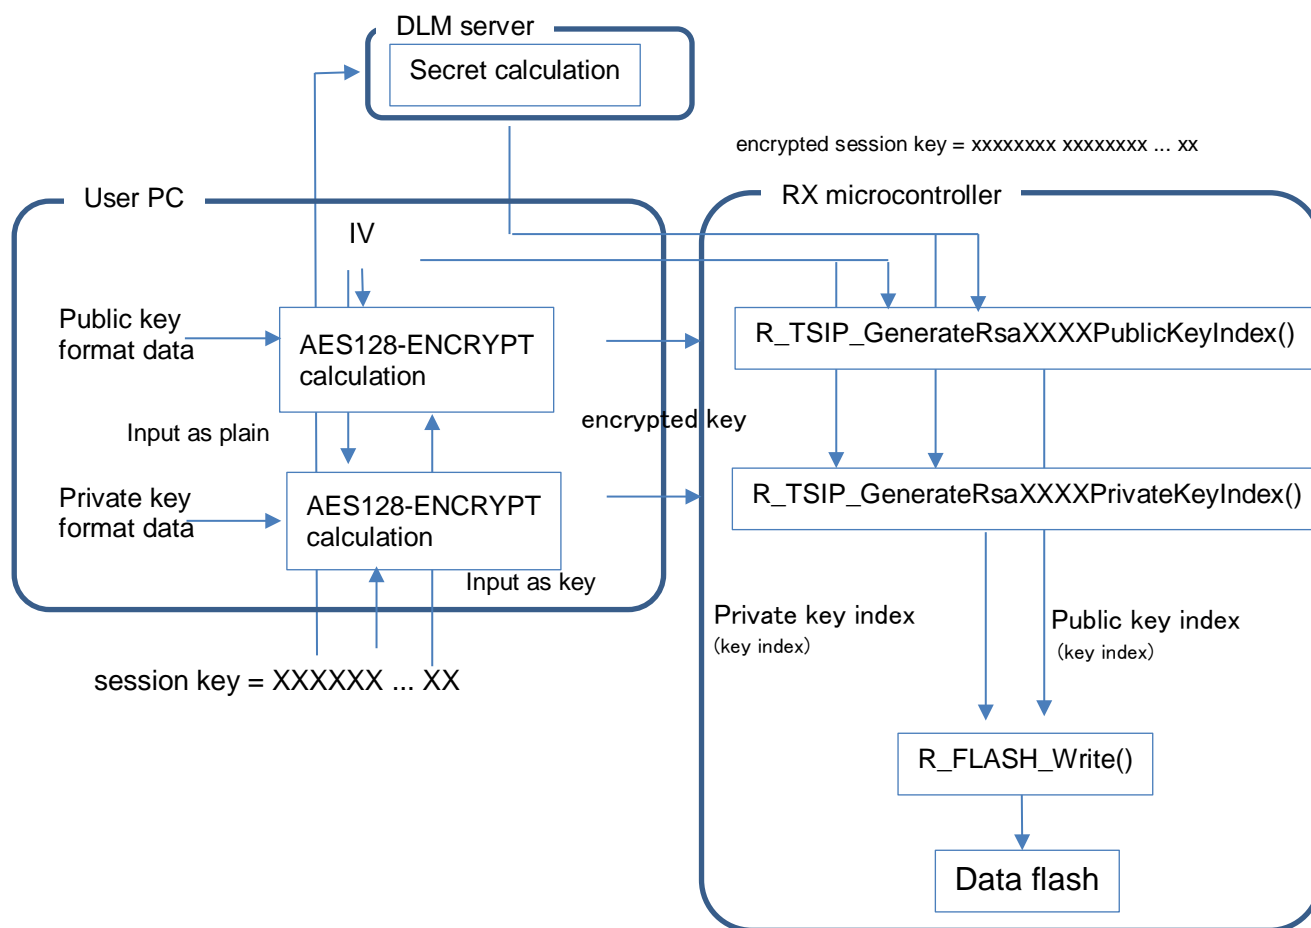 DLM server
Secret calculation
encrypted session key = xxxxxxxx xxxxxxxx ... xx
User PC
RX microcontroller
IV
Public key
format data
AES128-ENCRYPT
calculation
R_TSIP_GenerateRsaXXXXPublicKeyIndex()
Input as plain
encrypted key
Private key
format data
AES128-ENCRYPT
calculation
R_TSIP_GenerateRsaXXXXPrivateKeyIndex()
Input as key
Private key index
(key index)
Public key index
(key index)
session key = XXXXXX ... XX
R_FLASH_Write()
Data flash